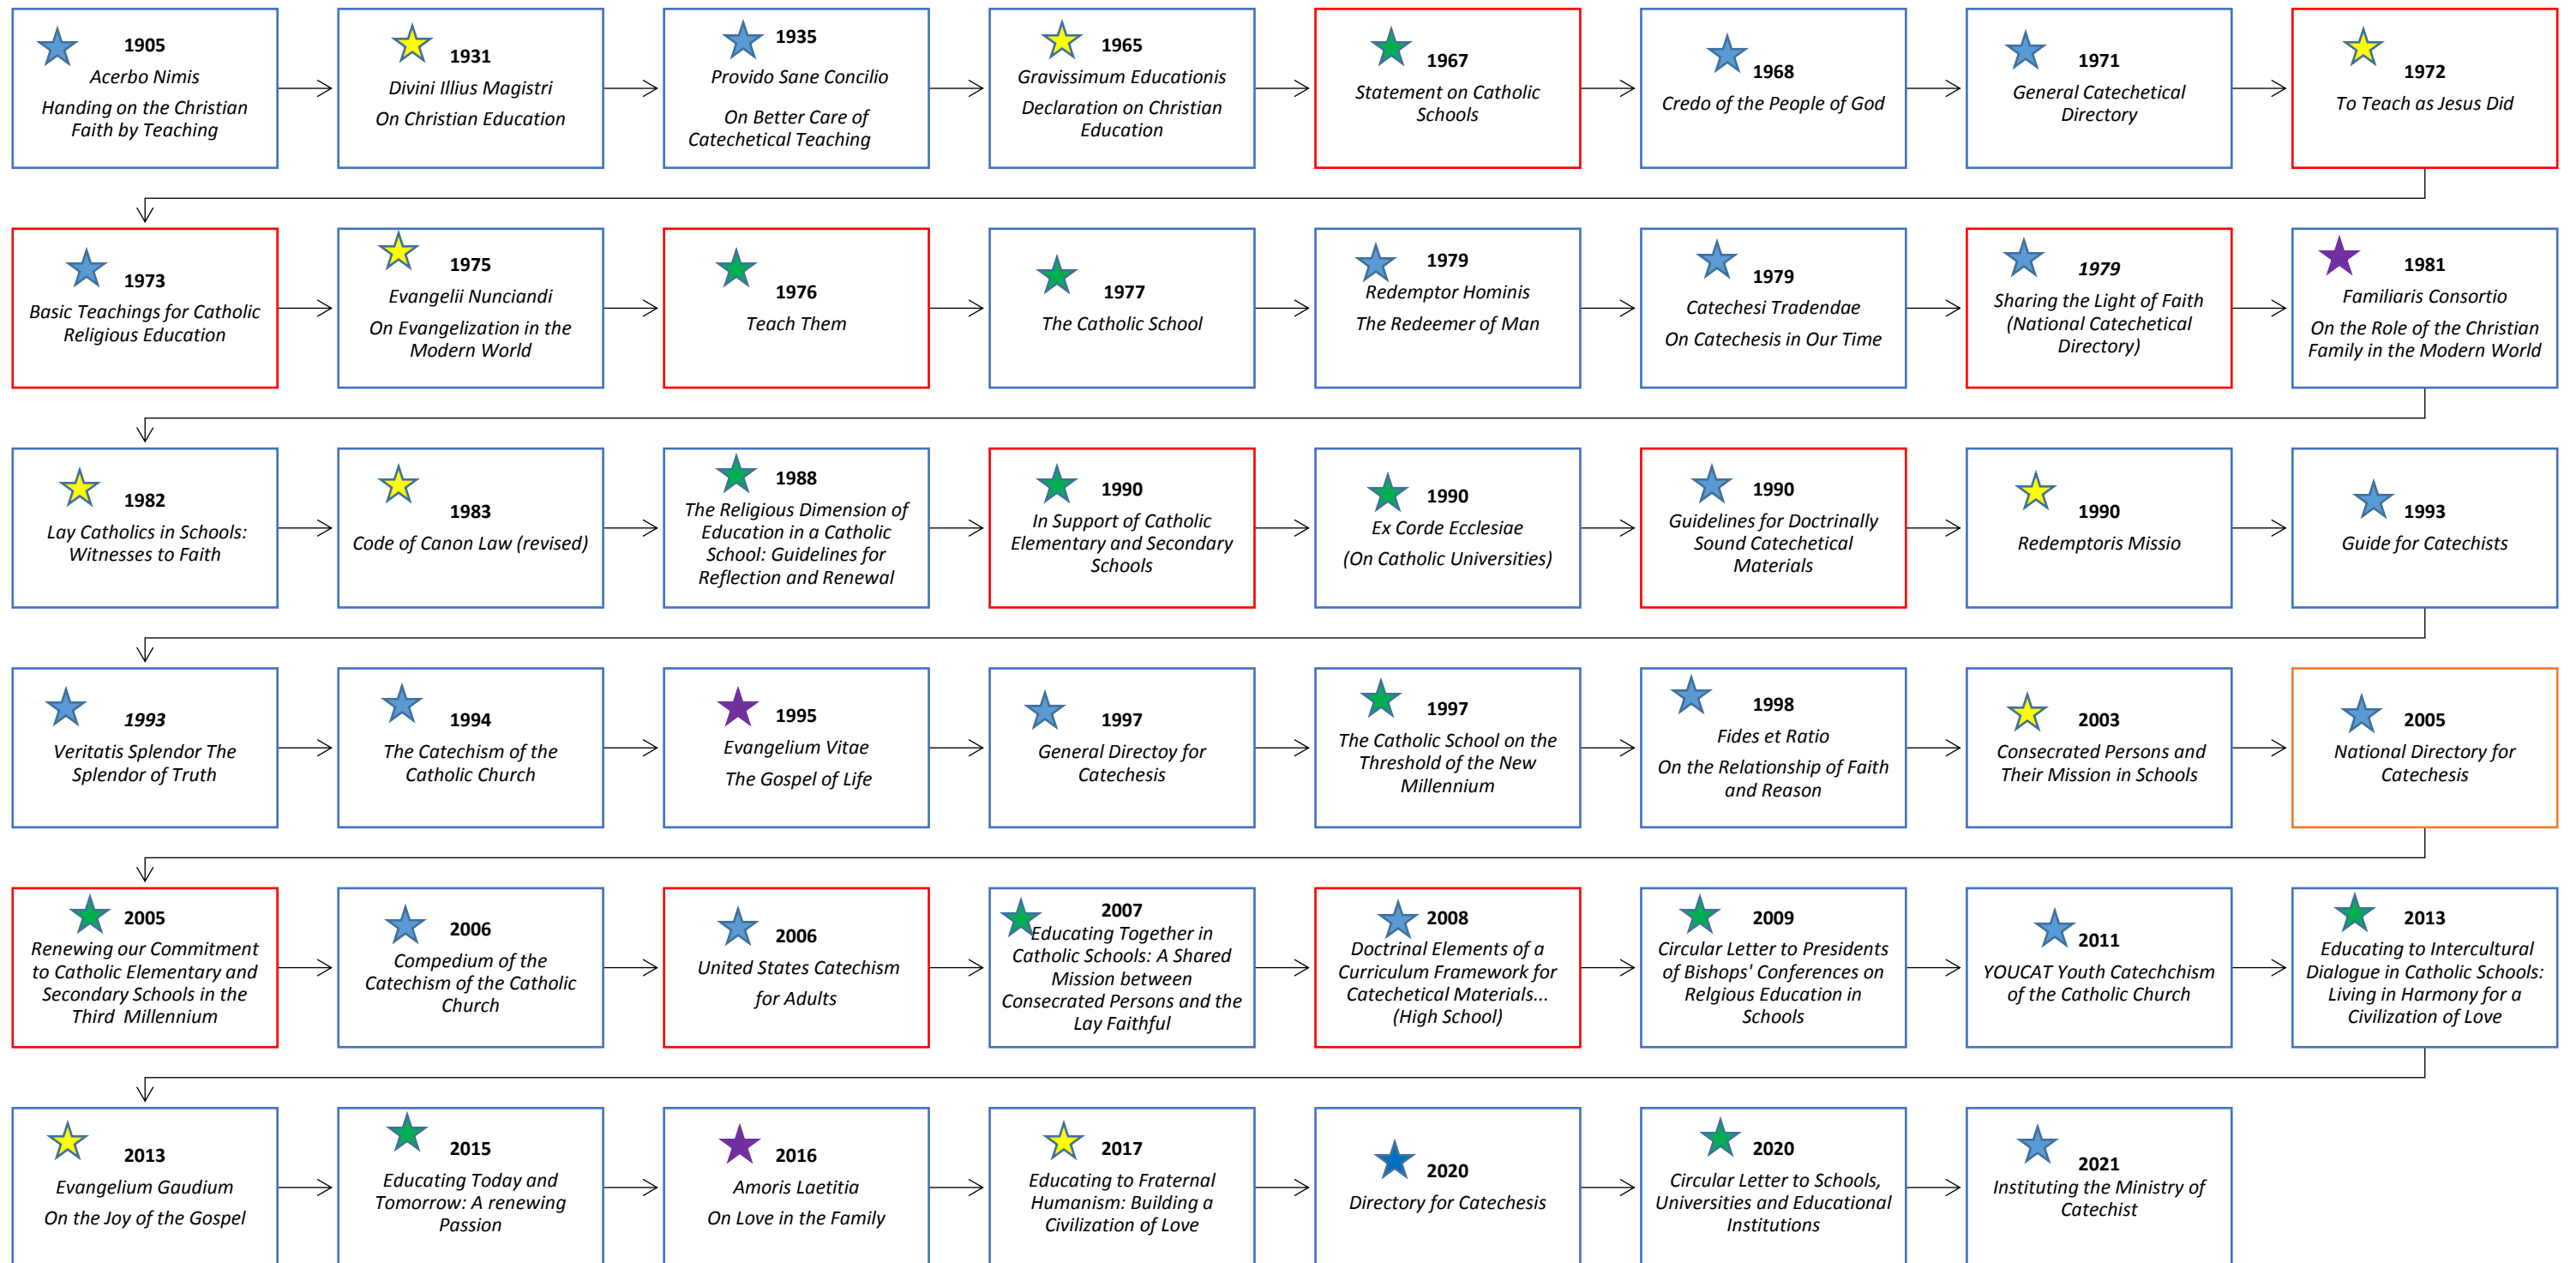 1905
Acerbo Nimis
Handing on the Christian
Faith by Teaching
1931
Divini Illius Magistri
On Christian Education
1935
Provido Sane Concilio
On Better Care of
Catechetical Teaching
1965
Gravissimum Educationis
Declaration on Christian
Education
1967
Statement on Catholic
Schools
1968
Credo of the People of God
1971
General Catechetical
Directory
1972
To Teach as Jesus Did
1973
Basic Teachings for Catholic
Religious Education
1975
Evangelii Nunciandi
On Evangelization in the
Modern World
1976
Teach Them
1977
The Catholic School
1979
Redemptor Hominis
The Redeemer of Man
1979
Catechesi Tradendae
On Catechesis in Our Time
1979
Sharing the Light of Faith
(National Catechetical
Directory)
1981
Familiaris Consortio
On the Role of the Christian
Family in the Modern World
1982
Lay Catholics in Schools:
Witnesses to Faith
1983
Code of Canon Law (revised)
1988
The Religious Dimension of
Education in a Catholic
School: Guidelines for
Reflection and Renewal
1990
In Support of Catholic
Elementary and Secondary
Schools
1990
Ex Corde Ecclesiae
(On Catholic Universities)
1990
Guidelines for Doctrinally
Sound Catechetical
Materials
1990
Redemptoris Missio
1993
Guide for Catechists
1993
Veritatis Splendor The
Splendor of Truth
1994
The Catechism of the
Catholic Church
1995
Evangelium Vitae
The Gospel of Life
1997
General Directoy for
Catechesis
1997
The Catholic School on the
Threshold of the New
Millennium
1998
Fides et Ratio
On the Relationship of Faith
and Reason
2003
Consecrated Persons and
Their Mission in Schools
2005
National Directory for
Catechesis
2005
Renewing our Commitment
to Catholic Elementary and
Secondary Schools in the
Third Millennium
2006
Compedium of the
Catechism of the Catholic
Church
2006
United States Catechism
for Adults
2007
Educating Together in
Catholic Schools: A Shared
Mission between
Consecrated Persons and the
Lay Faithful
2008
Doctrinal Elements of a
Curriculum Framework for
Catechetical Materials...
(High School)
2009
Circular Letter to Presidents
of Bishops' Conferences on
Relgious Education in
Schools
2011
YOUCAT Youth Catechchism
of the Catholic Church
2013
Educating to Intercultural
Dialogue in Catholic Schools:
Living in Harmony for a
Civilization of Love
2013
Evangelium Gaudium
On the Joy of the Gospel
2015
Educating Today and
Tomorrow: A renewing
Passion
2016
Amoris Laetitia
On Love in the Family
2017
Educating to Fraternal
Humanism: Building a
Civilization of Love
2020
Directory for Catechesis
2020
Circular Letter to Schools,
Universities and Educational
Institutions
2021
Instituting the Ministry of
Catechist